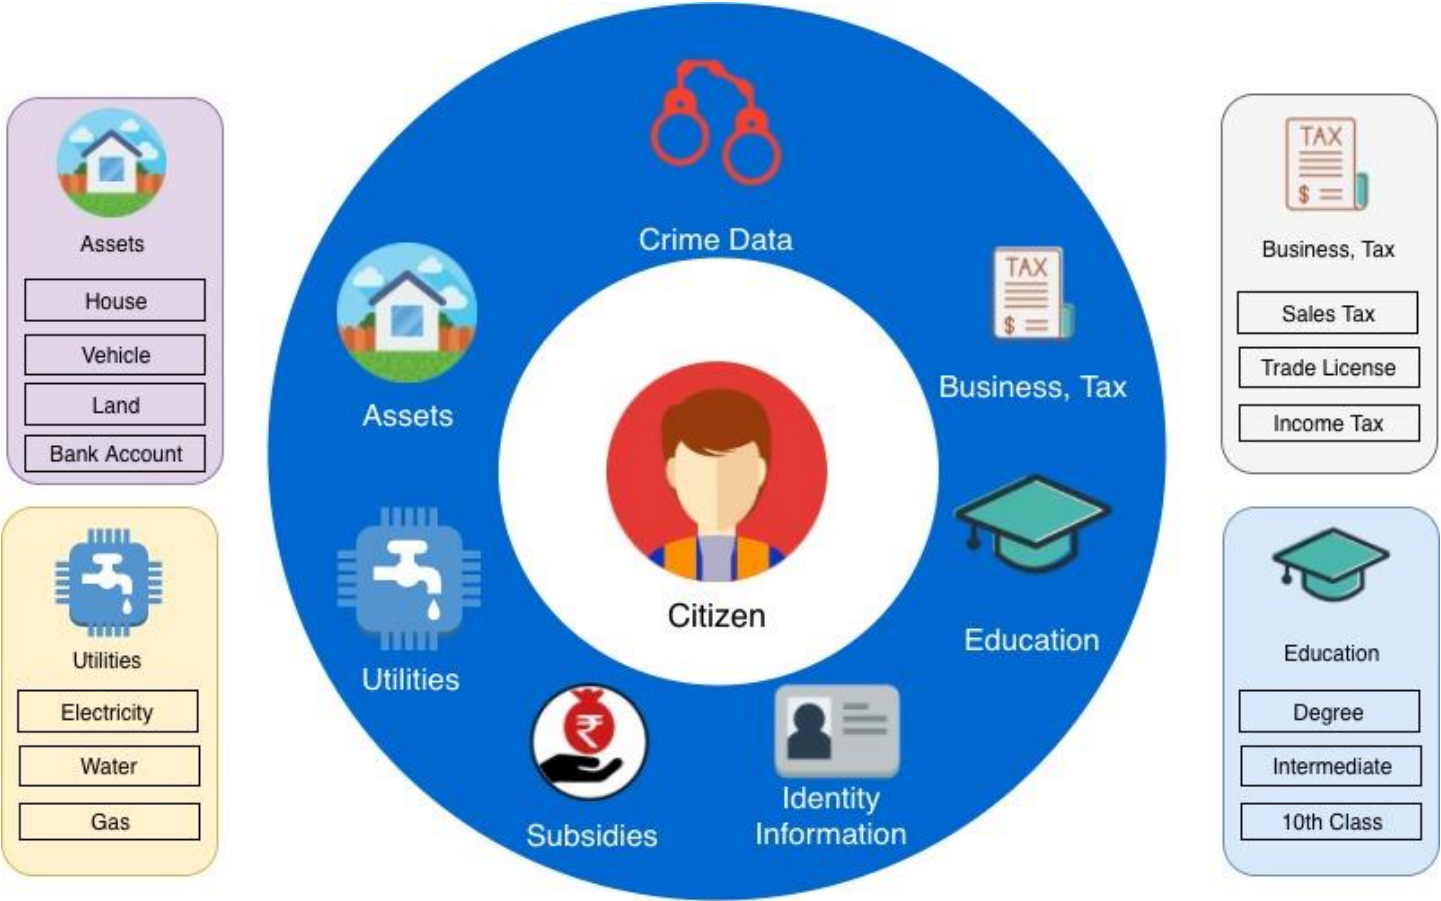 Assets
House
Vehicle
Land
Bank Account
Utilities
Electricity
Water
Gas
Crime Data
Assets
TAX
$
Business, Tax
Citizen
Utilities
Education
₹
Subsidies
Identity
Information
TAX
$
Business, Tax
Sales Tax
Trade License
Income Tax
Education
Degree
Intermediate
10th Class